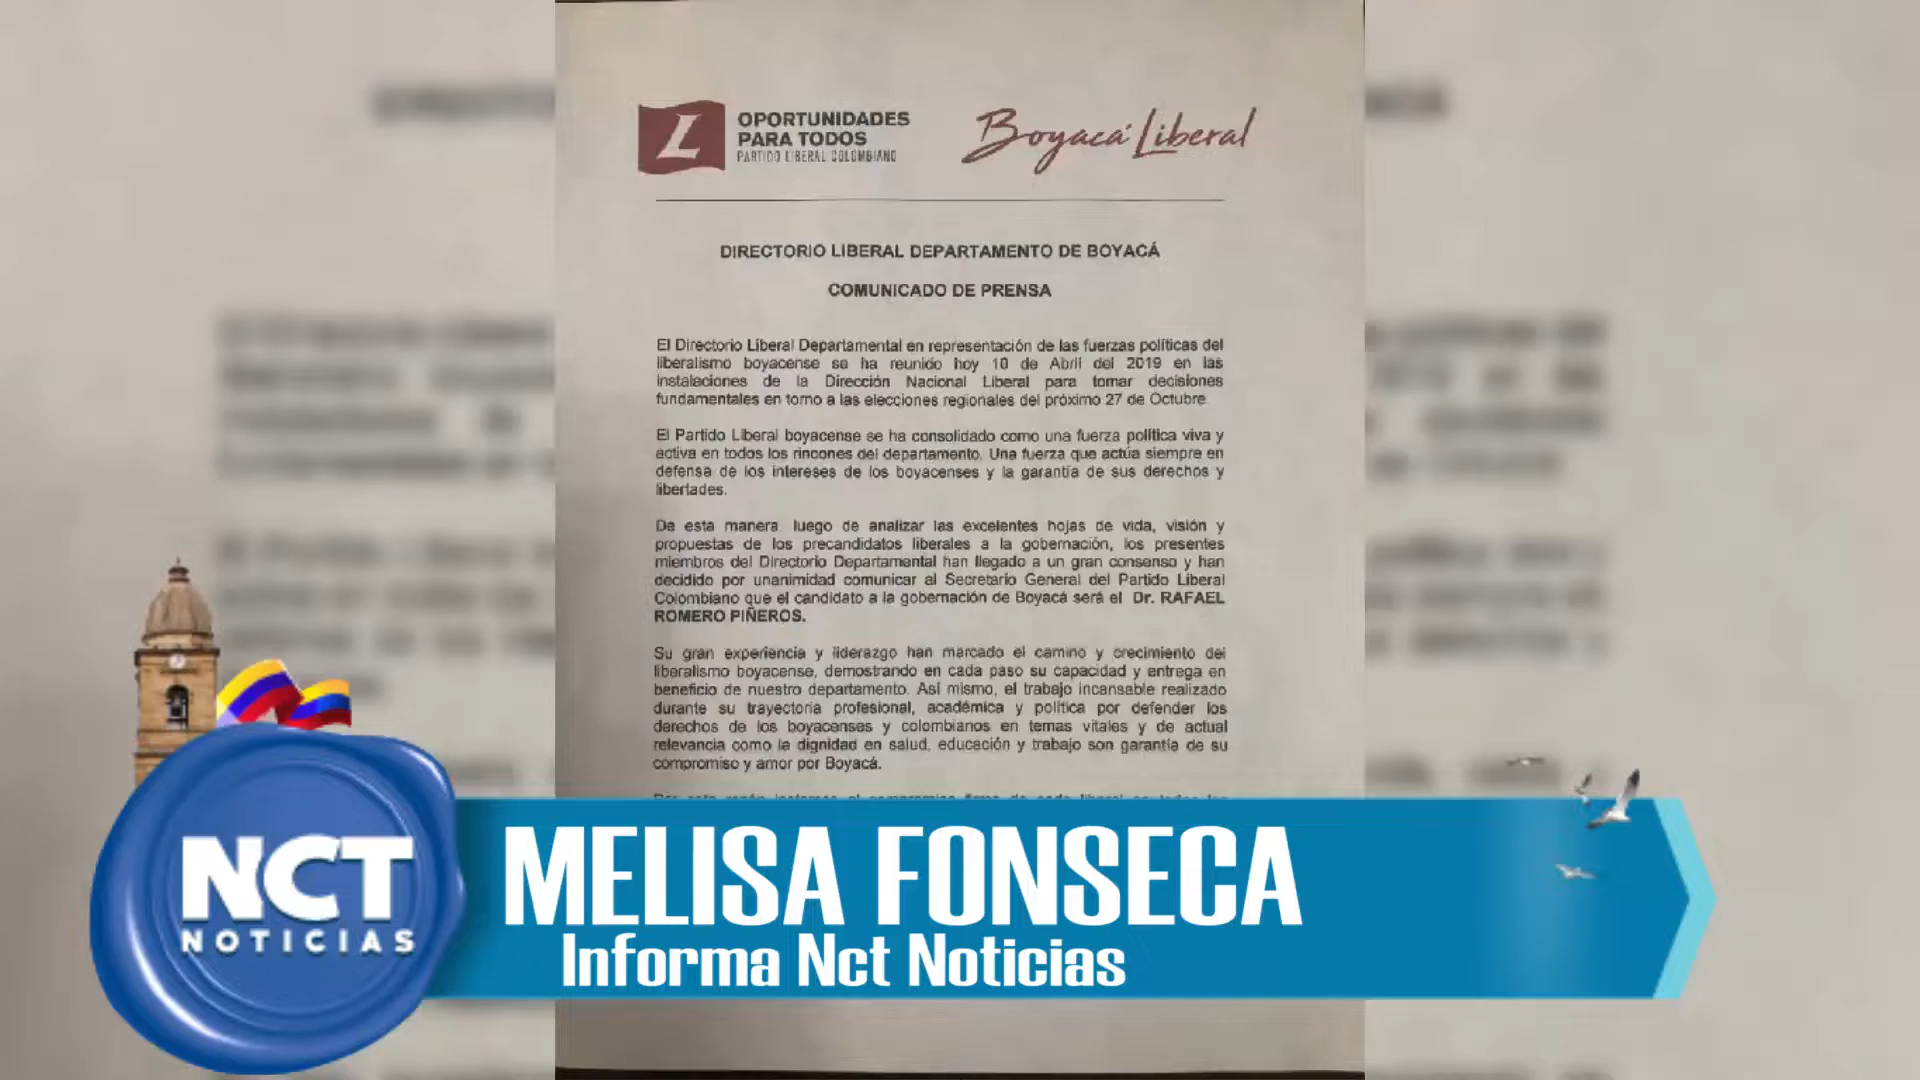 OPORTUNIDADES
PARA TODOS
PARTIDO LIBERAL COLOMBIANO
Boyacá Liberal
DIRECTORIO LIBERAL DEPARTAMENTO DE BOYACÁ
COMUNICADO DE PRENSA
El Directorio Liberal Departamental en representación de las fuerzas políticas del
liberalismo boyacense se ha reunido hoy 10 de Abril del 2019 en las
instalaciones de la Dirección Nacional Liberal para tomar decisiones
fundamentales en torno a las elecciones regionales del próximo 27 de Octubre
El Partido Liberal boyacense se ha consolidado como una fuerza política viva y
activa en todos los rincones del departamento. Una fuerza que actúa siempre en
defensa de los intereses de los boyacenses y la garantía de sus derechos y
libertades.
De esta manera, luego de analizar las excelentes hojas de vida, visión y
propuestas de los precandidatos liberales a la gobernación, los presentes
miembros del Directorio Departamental han llegado a un gran consenso y han
decidido por unanimidad comunicar al Secretario General del Partido Liberal
Colombiano que el candidato a la gobernación de Boyacá será el Dr. RAFAEL
ROMERO PIÑEROS.
Su gran experiencia y liderazgo han marcado el camino y crecimiento del
liberalismo boyacense, demostrando en cada paso su capacidad y entrega en
beneficio de nuestro departamento. Así mismo, el trabajo incansable realizado
durante su trayectoria profesional, académica y política por defender los
derechos de los boyacenses y colombianos en temas vitales y de actual
relevancia como la dignidad en salud, educación y trabajo son garantía de su
compromiso y amor por Boyacá.
NCT
NOTICIAS
MELISA FONSECA
Informa Nct Noticias